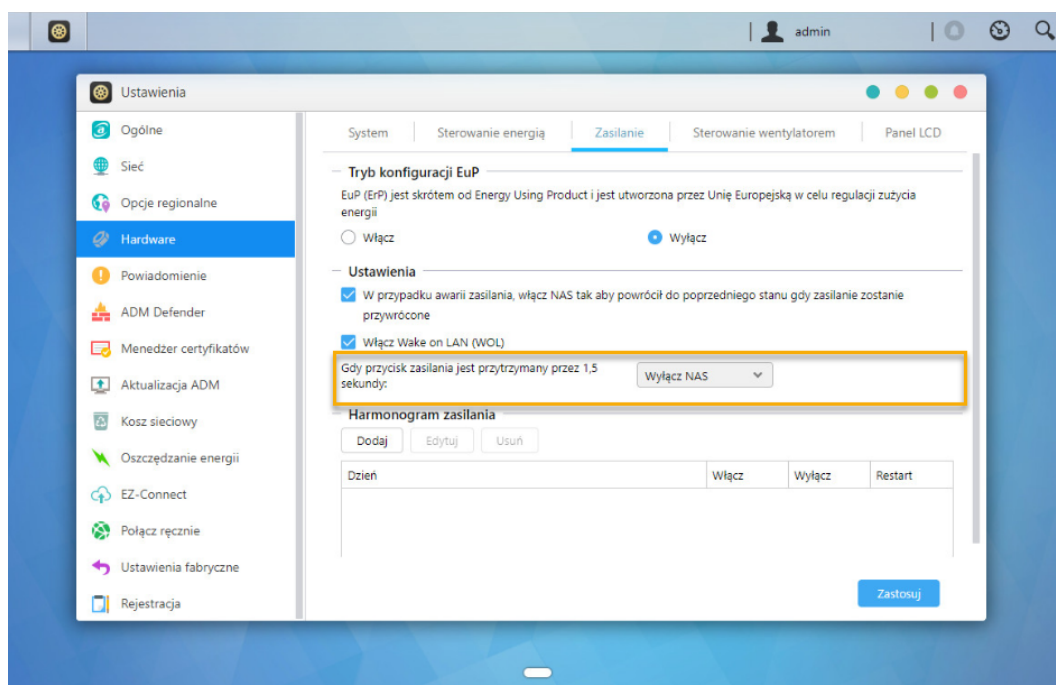 admin
Ustawienia
Ogólne
Sieć
Opcje regionalne
Hardware
Powiadomienie
ADM Defender
Menedżer certyfikatów
Aktualizacja ADM
Kosz sieciowy
Oszczędzanie energii
EZ-Connect
Połącz ręcznie
Ustawienia fabryczne
Rejestracja
System Sterowanie energią Zasilanie Sterowanie wentylatorem Panel LCD
Tryb konfiguracji EuP
EuP (ErP) jest skrótem od Energy Using Product i jest utworzona przez Unię Europejską w celu regulacji zużycia
energii
Włącz Wyłącz
Ustawienia
W przypadku awarii zasilania, włącz NAS tak aby powrócił do poprzedniego stanu gdy zasilanie zostanie
przywrócone
Włącz Wake on LAN (WOL)
Gdy przycisk zasilania jest przytrzymany przez 1,5
sekundy:
Wyłącz NAS
Harmonogram zasilania
Dodaj Edytuj Usuń
Dzień Włącz Wyłącz Restart
Zastosuj